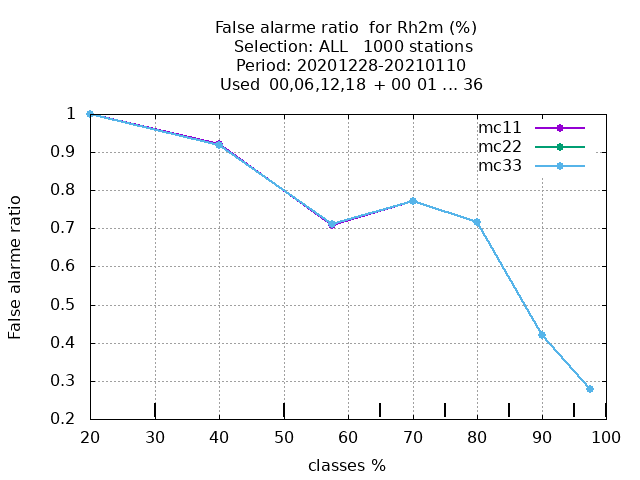 False alarme ratio for Rh2m (%)
Selection: ALL 1000 stations
Period: 20201228-20210110
Used 00,06,12,18 + 00 01 ... 36
mc11
mc22
mc33
1
0.9
0.8
0.7
0.6
0.5
0.4
0.3
0.2
False alarme ratio
20 30 40 50 60 70 80 90 100
classes %